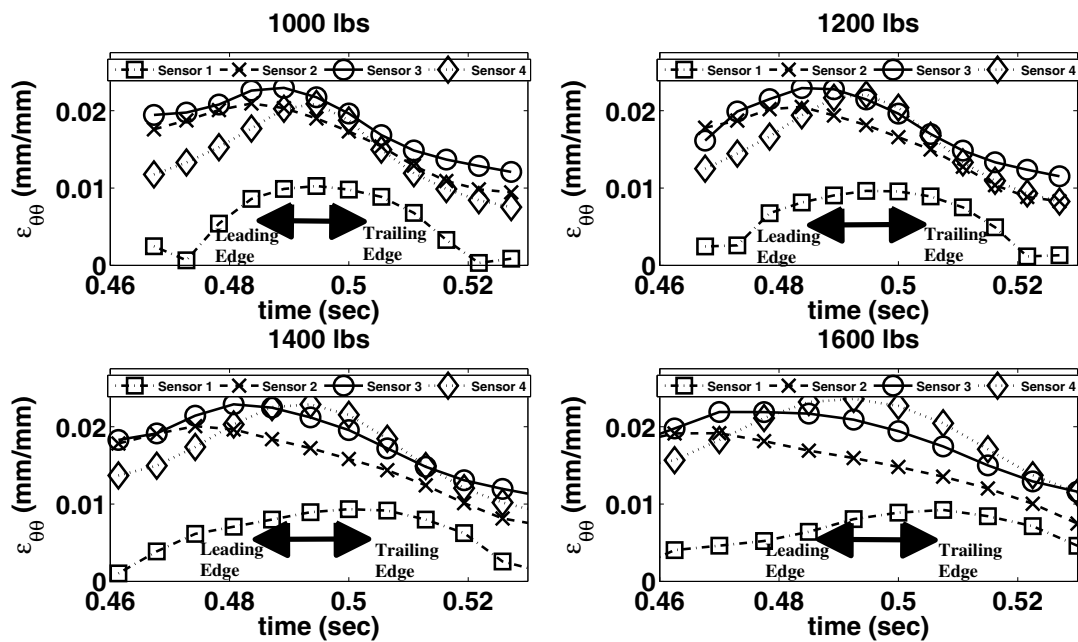 1000 lbs
Sensor 1 Sensor 2 Sensor 3 Sensor 4
0.02
0.01
0
ε_θθ (mm/mm)
Leading
Edge
Trailing
Edge
0.46 0.48 0.5 0.52
time (sec)
1200 lbs
Sensor 1 Sensor 2 Sensor 3 Sensor 4
0.02
0.01
0
ε_θθ (mm/mm)
Leading
Edge
Trailing
Edge
0.46 0.48 0.5 0.52
time (sec)
1400 lbs
Sensor 1 Sensor 2 Sensor 3 Sensor 4
0.02
0.01
0
ε_θθ (mm/mm)
Leading
Edge
Trailing
Edge
0.46 0.48 0.5 0.52
time (sec)
1600 lbs
Sensor 1 Sensor 2 Sensor 3 Sensor 4
0.02
0.01
0
ε_θθ (mm/mm)
Leading
Edge
Trailing
Edge
0.46 0.48 0.5 0.52
time (sec)